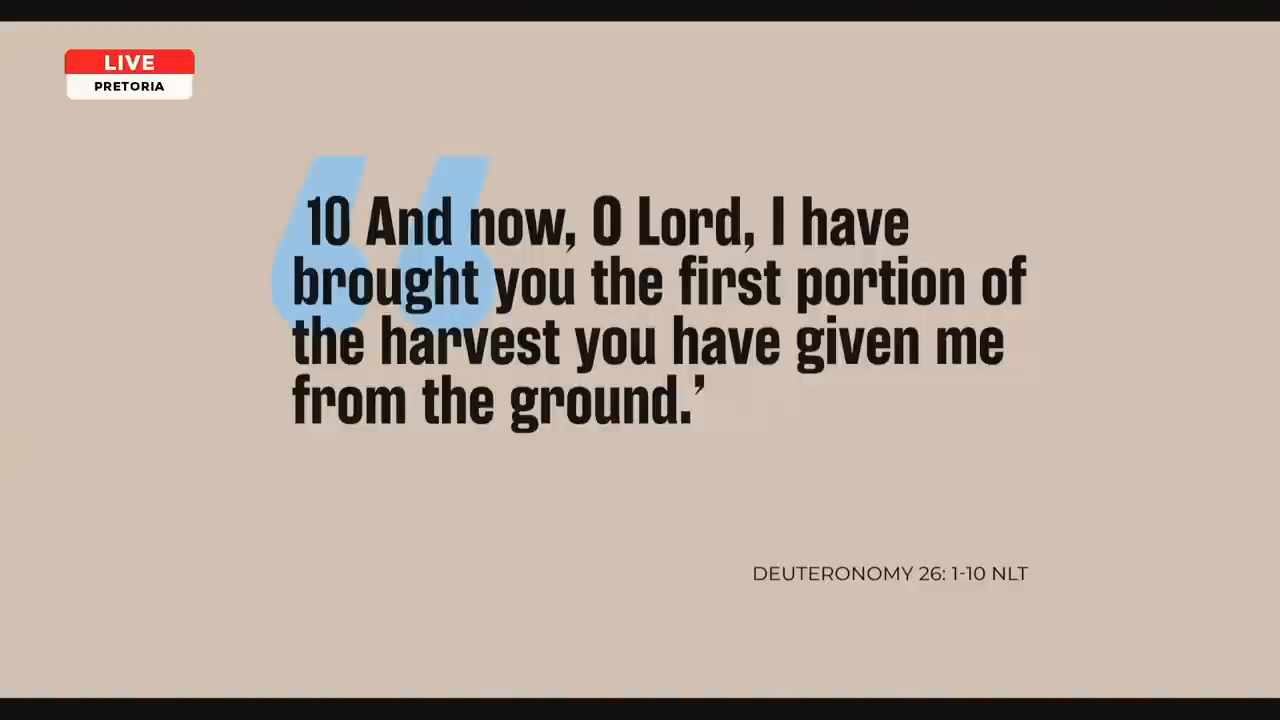 LIVE
PRETORIA
10 And now, O Lord, I have
brought you the first portion of
the harvest you have given me
from the ground.’
DEUTERONOMY 26: 1-10 NLT